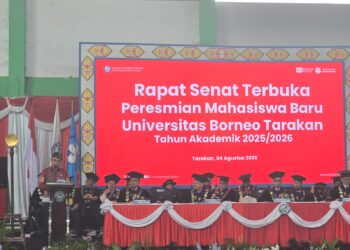 Rapat Senat Terbuka
Peresmian Mahasiswa Baru
Universitas Borneo Tarakan
Tahun Akademik 2025/2026
Tarakan, 04 Agustus 2025